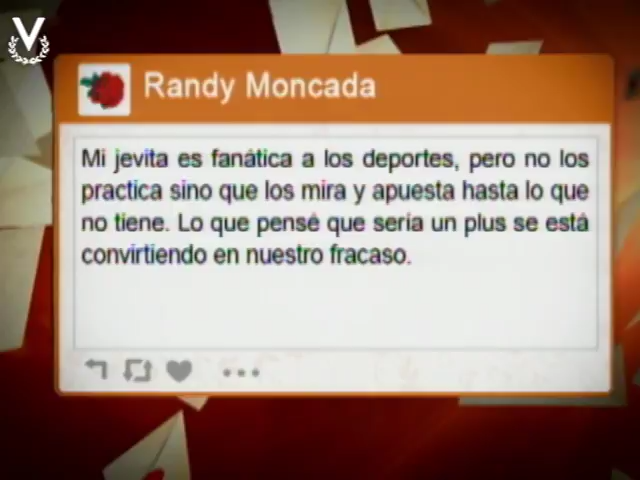 V
Randy Moncada
Mi jevita es fanática a los deportes, pero no los
practica sino que los mira y apuesta hasta lo que
no tiene. Lo que pensé que sería un plus se está
convirtiendo en nuestro fracaso.